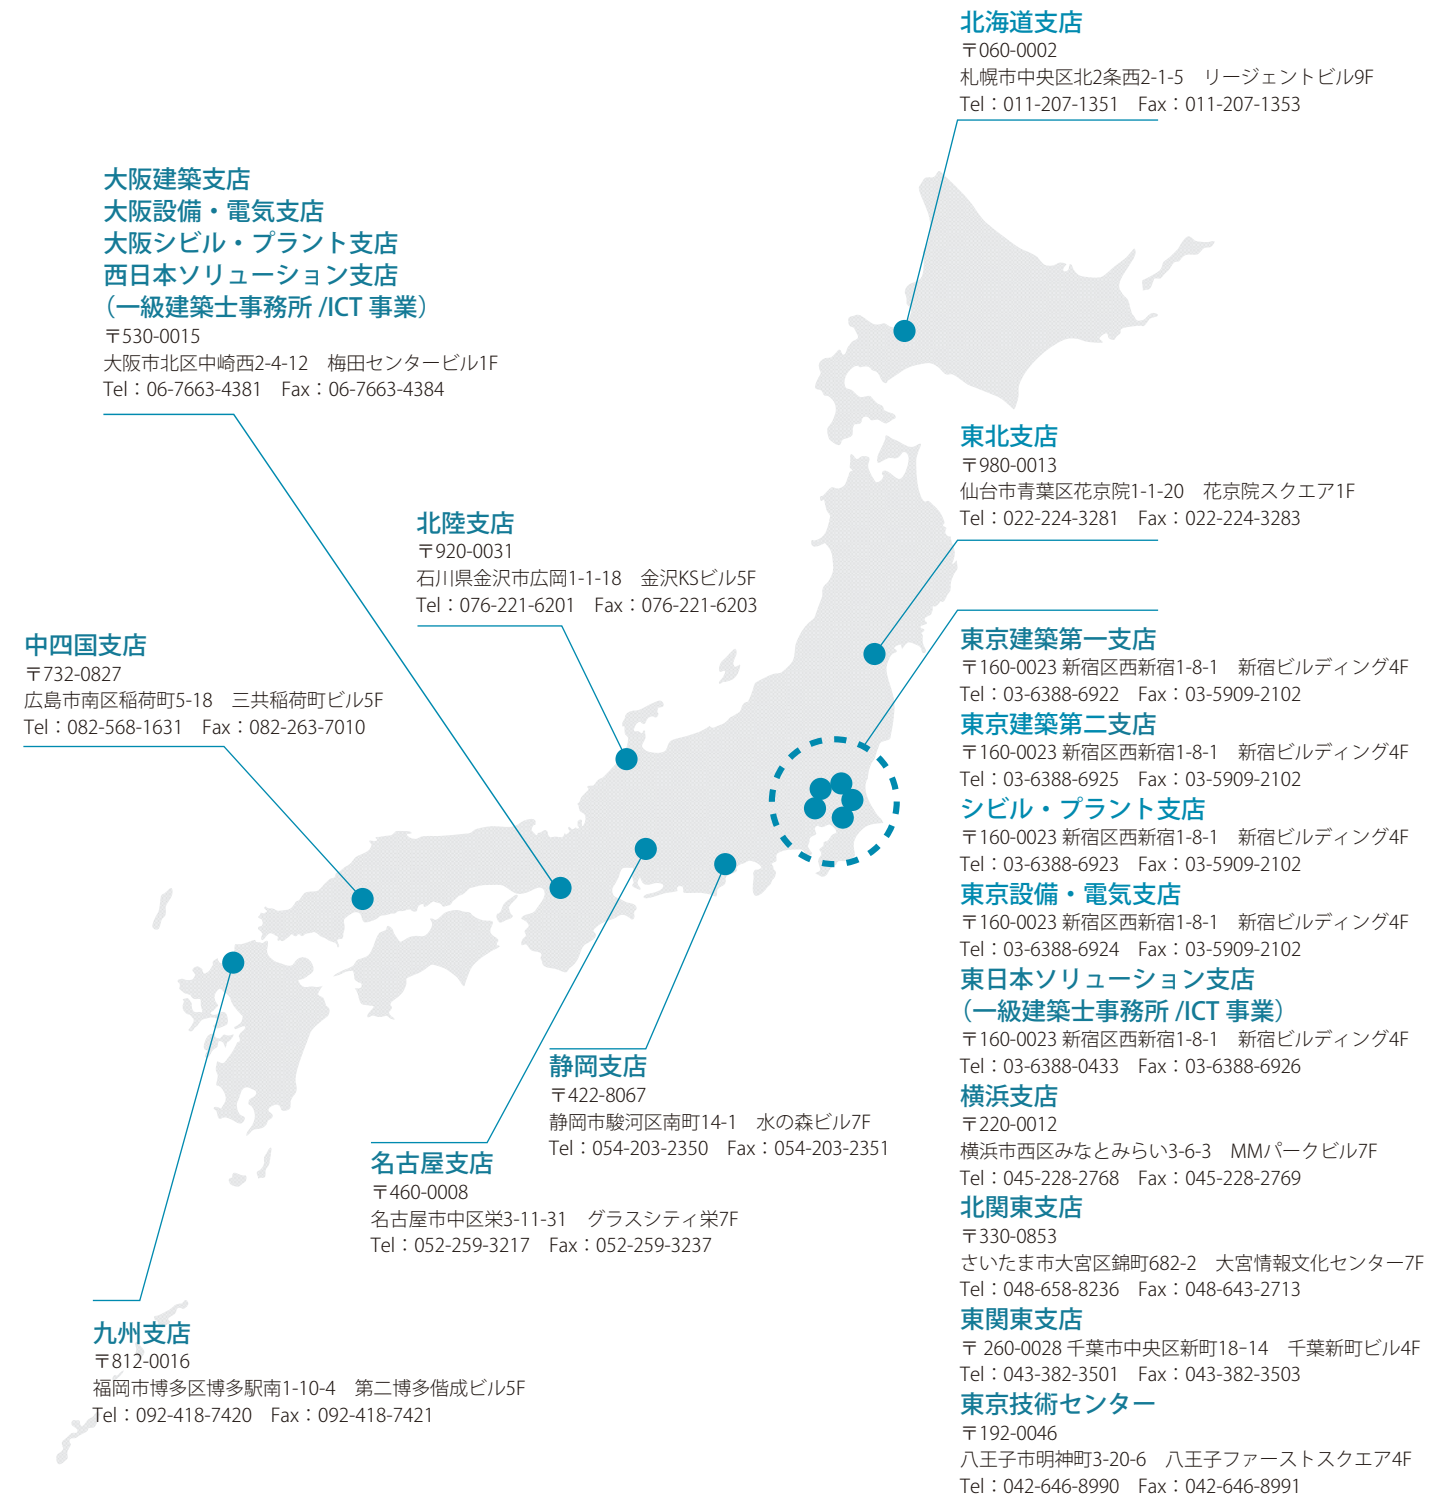 北海道支店
〒060-0002
札幌市中央区北2条西2-1-5　リージェントビル9F
Tel：011-207-1351　Fax：011-207-1353
大阪建築支店
大阪設備・電気支店
大阪シビル・プラント支店
西日本ソリューション支店
（一級建築士事務所 /ICT 事業）
〒530-0015
大阪市北区中崎西2-4-12　梅田センタービル1F
Tel：06-7663-4381　Fax：06-7663-4384
東北支店
〒980-0013
仙台市青葉区花京院1-1-20　花京院スクエア1F
Tel：022-224-3281　Fax：022-224-3283
北陸支店
〒920-0031
石川県金沢市広岡1-1-18　金沢KSビル5F
Tel：076-221-6201　Fax：076-221-6203
中四国支店
〒732-0827
広島市南区稲荷町5-18　三共稲荷町ビル5F
Tel：082-568-1631　Fax：082-263-7010
東京建築第一支店
〒160-0023 新宿区西新宿1-8-1　新宿ビルディング4F
Tel：03-6388-6922　Fax：03-5909-2102
東京建築第二支店
〒160-0023 新宿区西新宿1-8-1　新宿ビルディング4F
Tel：03-6388-6925　Fax：03-5909-2102
シビル・プラント支店
〒160-0023 新宿区西新宿1-8-1　新宿ビルディング4F
Tel：03-6388-6923　Fax：03-5909-2102
東京設備・電気支店
〒160-0023 新宿区西新宿1-8-1　新宿ビルディング4F
Tel：03-6388-6924　Fax：03-5909-2102
東日本ソリューション支店
（一級建築士事務所 /ICT 事業）
〒160-0023 新宿区西新宿1-8-1　新宿ビルディング4F
Tel：03-6388-0433　Fax：03-6388-6926
横浜支店
〒220-0012
横浜市西区みなとみらい3-6-3　MMパークビル7F
Tel：045-228-2768　Fax：045-228-2769
北関東支店
〒330-0853
さいたま市大宮区錦町682-2　大宮情報文化センター7F
Tel：048-658-8236　Fax：048-643-2713
東関東支店
〒 260-0028 千葉市中央区新町18-14　千葉新町ビル4F
Tel：043-382-3501　Fax：043-382-3503
東京技術センター
〒192-0046
八王子市明神町3-20-6　八王子ファーストスクエア4F
Tel：042-646-8990　Fax：042-646-8991
静岡支店
〒422-8067
静岡市駿河区南町14-1　水の森ビル7F
Tel：054-203-2350　Fax：054-203-2351
名古屋支店
〒460-0008
名古屋市中区栄3-11-31　グラスシティ栄7F
Tel：052-259-3217　Fax：052-259-3237
九州支店
〒812-0016
福岡市博多区博多駅南1-10-4　第二博多偕成ビル5F
Tel：092-418-7420　Fax：092-418-7421